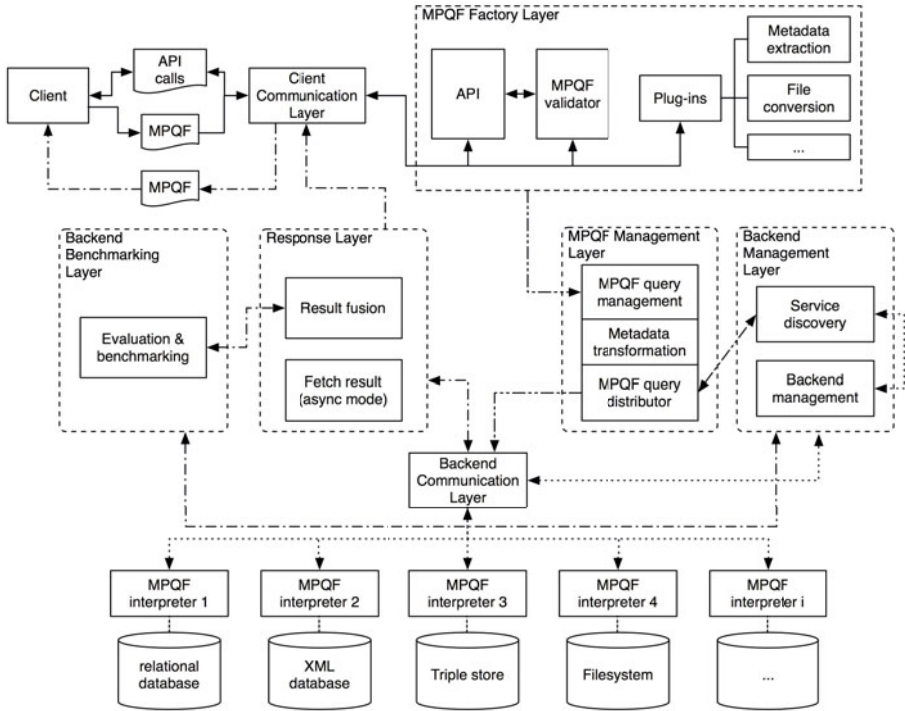 MPQF Factory Layer
Metadata
extraction
API
calls
Client
Client
Communication
Layer
API
MPQF
validator
Plug-ins
File
conversion
MPQF
...
MPQF
Backend
Benchmarking
Layer
Response Layer
MPQF Management
Layer
Backend
Management
Layer
Result fusion
MPQF query
management
Service
discovery
Evaluation &
benchmarking
Metadata
transformation
Fetch result
(async mode)
MPQF query
distributor
Backend
management
Backend
Communication
Layer
MPQF
interpreter 1
MPQF
interpreter 2
MPQF
interpreter 3
MPQF
interpreter 4
MPQF
interpreter i
relational
database
XML
database
Triple store
Filesystem
...